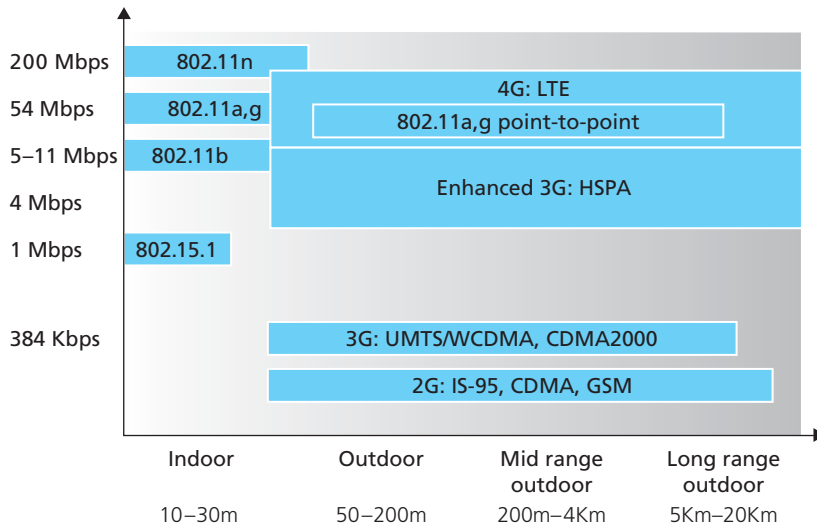 200 Mbps
802.11n
4G: LTE
54 Mbps
802.11a,g
802.11a,g point-to-point
5–11 Mbps
802.11b
Enhanced 3G: HSPA
4 Mbps
1 Mbps
802.15.1
384 Kbps
3G: UMTS/WCDMA, CDMA2000
2G: IS-95, CDMA, GSM
Indoor
Outdoor
Mid range
outdoor
Long range
outdoor
10–30m
50–200m
200m–4Km
5Km–20Km